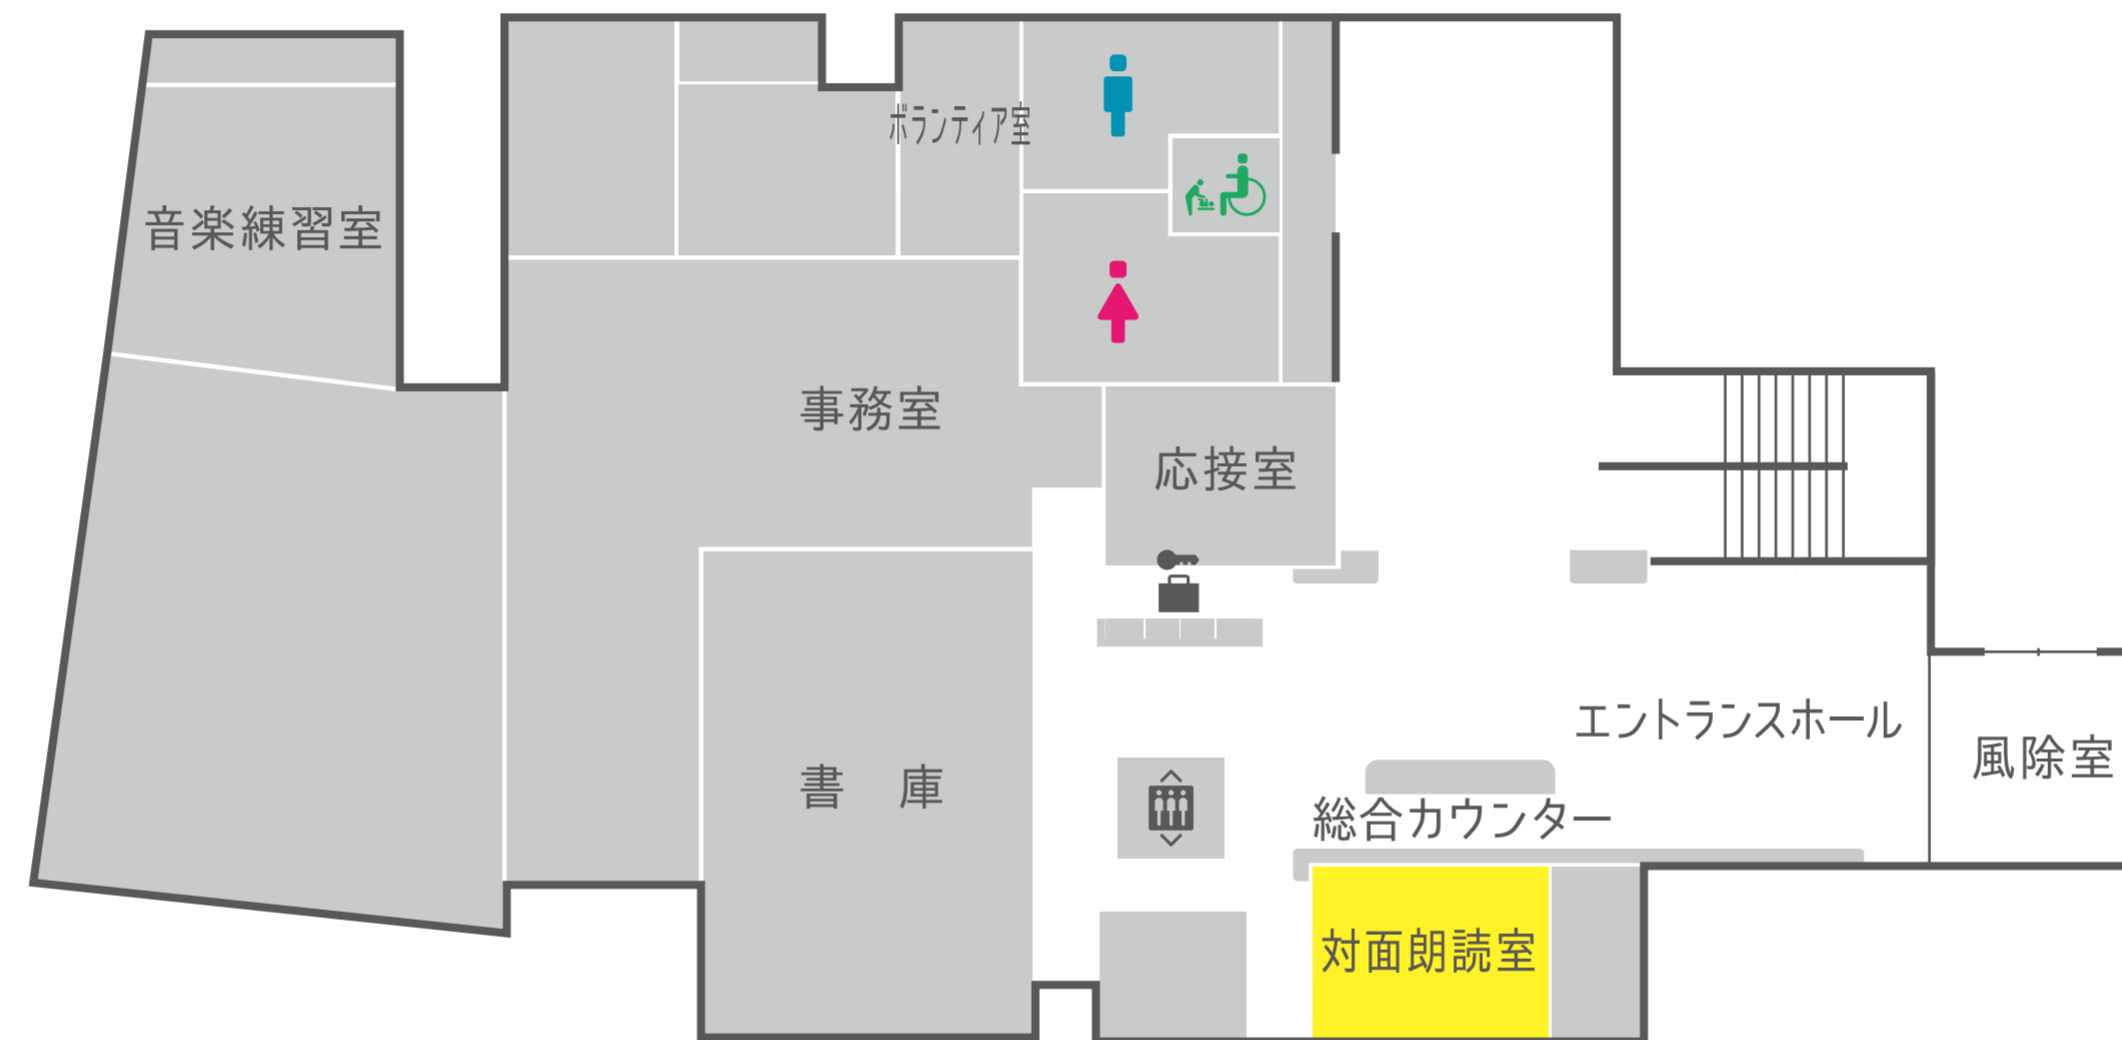 ボランティア室
音楽練習室
事務室
応接室
エントランスホール
風除室
書　庫
総合カウンター
対面朗読室